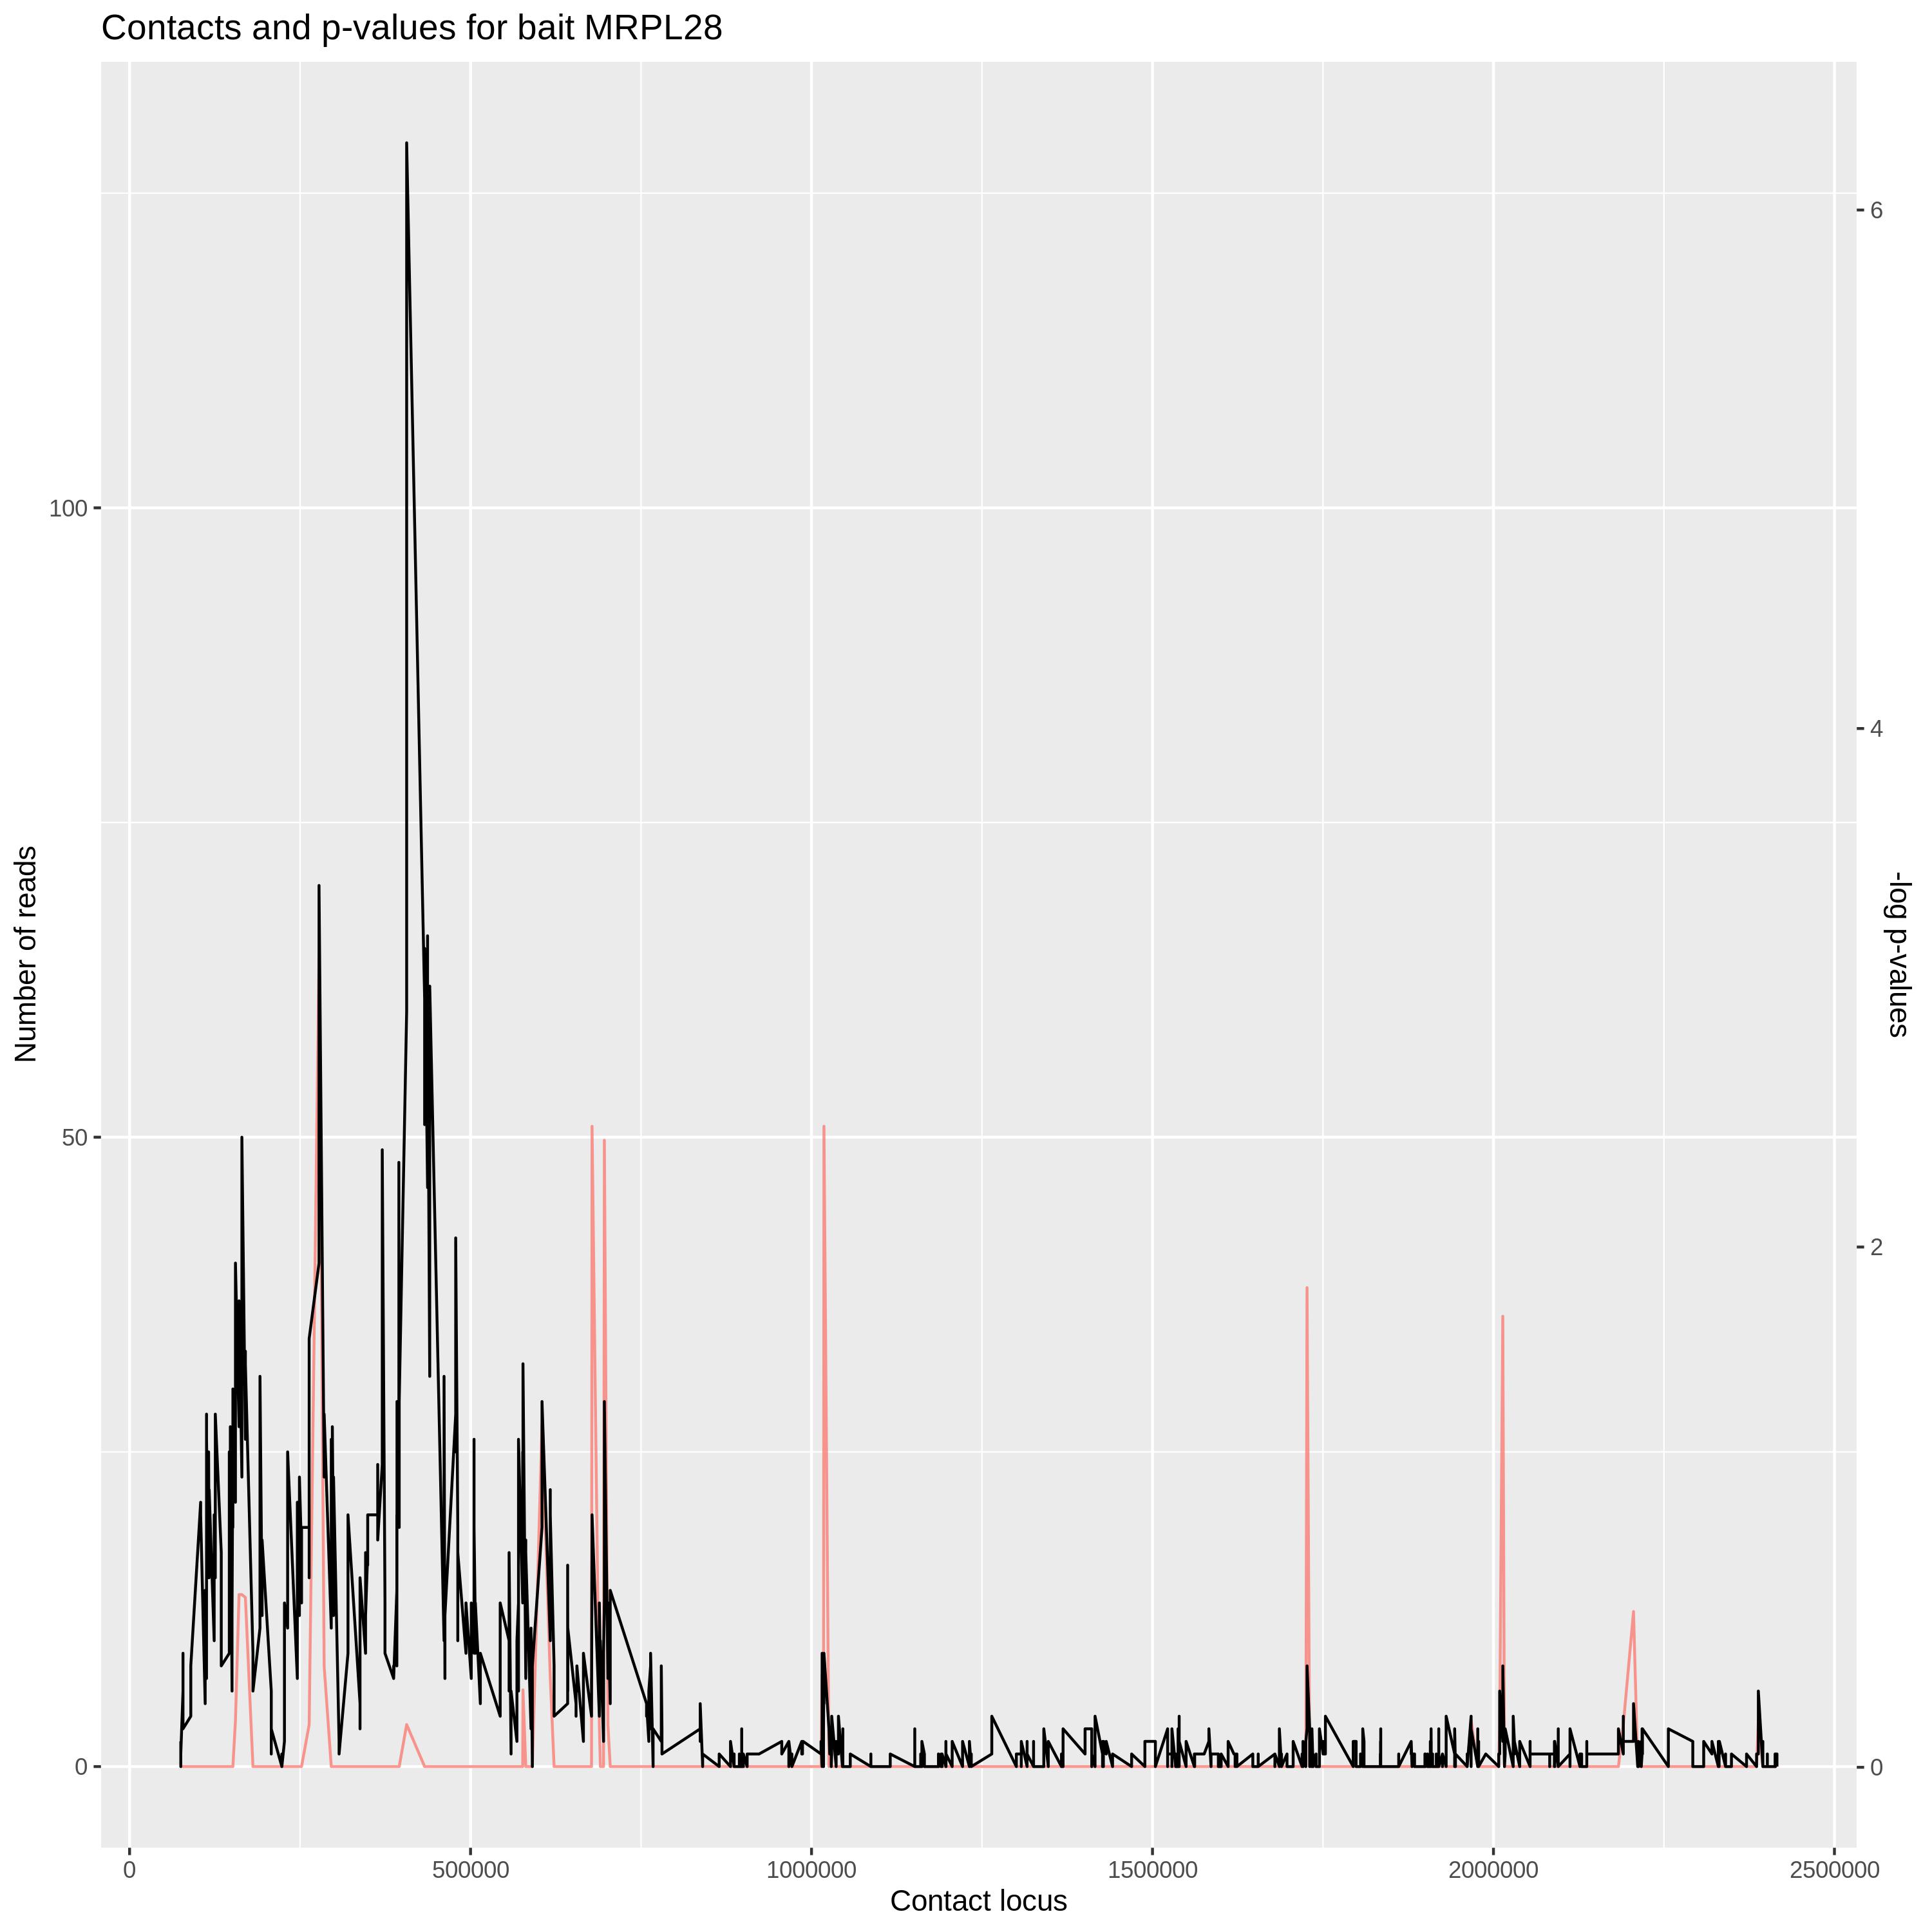 Contacts and p-values for bait MRPL28
Number of reads
100
50
0
6
4
2
0
-log p-values
0 500000 1000000 1500000 2000000 2500000
Contact locus